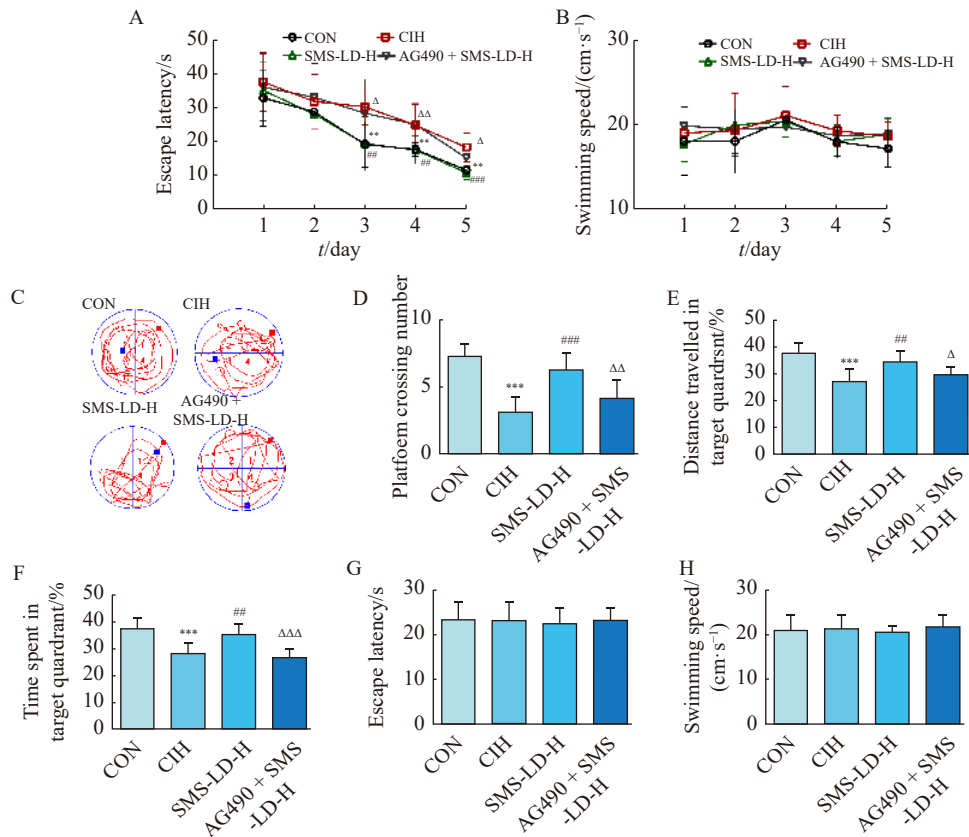 A
CON
CIH
SMS-LD-H
AG490 + SMS-LD-H
Escape latency/s
50
40
30
20
10
0
Δ
ΔΔ
Δ
**
**
**
##
##
###
1 2 3 4 5
t/day
B
CON
CIH
SMS-LD-H
AG490 + SMS-LD-H
Swimming speed/(cm·s⁻¹)
30
20
10
0
1 2 3 4 5
t/day
C
CON
CIH
SMS-LD-H
AG490 +
SMS-LD-H
D
Platfoem crossing number
10
5
0
***
###
ΔΔ
CON
CIH
SMS-LD-H
AG490 + SMS
-LD-H
E
Distance travelled in
target quadrsnt/%
50
40
30
20
10
0
***
##
Δ
CON
CIH
SMS-LD-H
AG490 + SMS
-LD-H
F
Time spent in
target quadrant/%
50
40
30
20
10
0
***
##
ΔΔΔ
CON
CIH
SMS-LD-H
AG490 + SMS
-LD-H
G
Escape latency/s
30
20
10
0
CON
CIH
SMS-LD-H
AG490 + SMS
-LD-H
H
Swimming speed/
(cm·s⁻¹)
30
20
10
0
CON
CIH
SMS-LD-H
AG490 + SMS
-LD-H